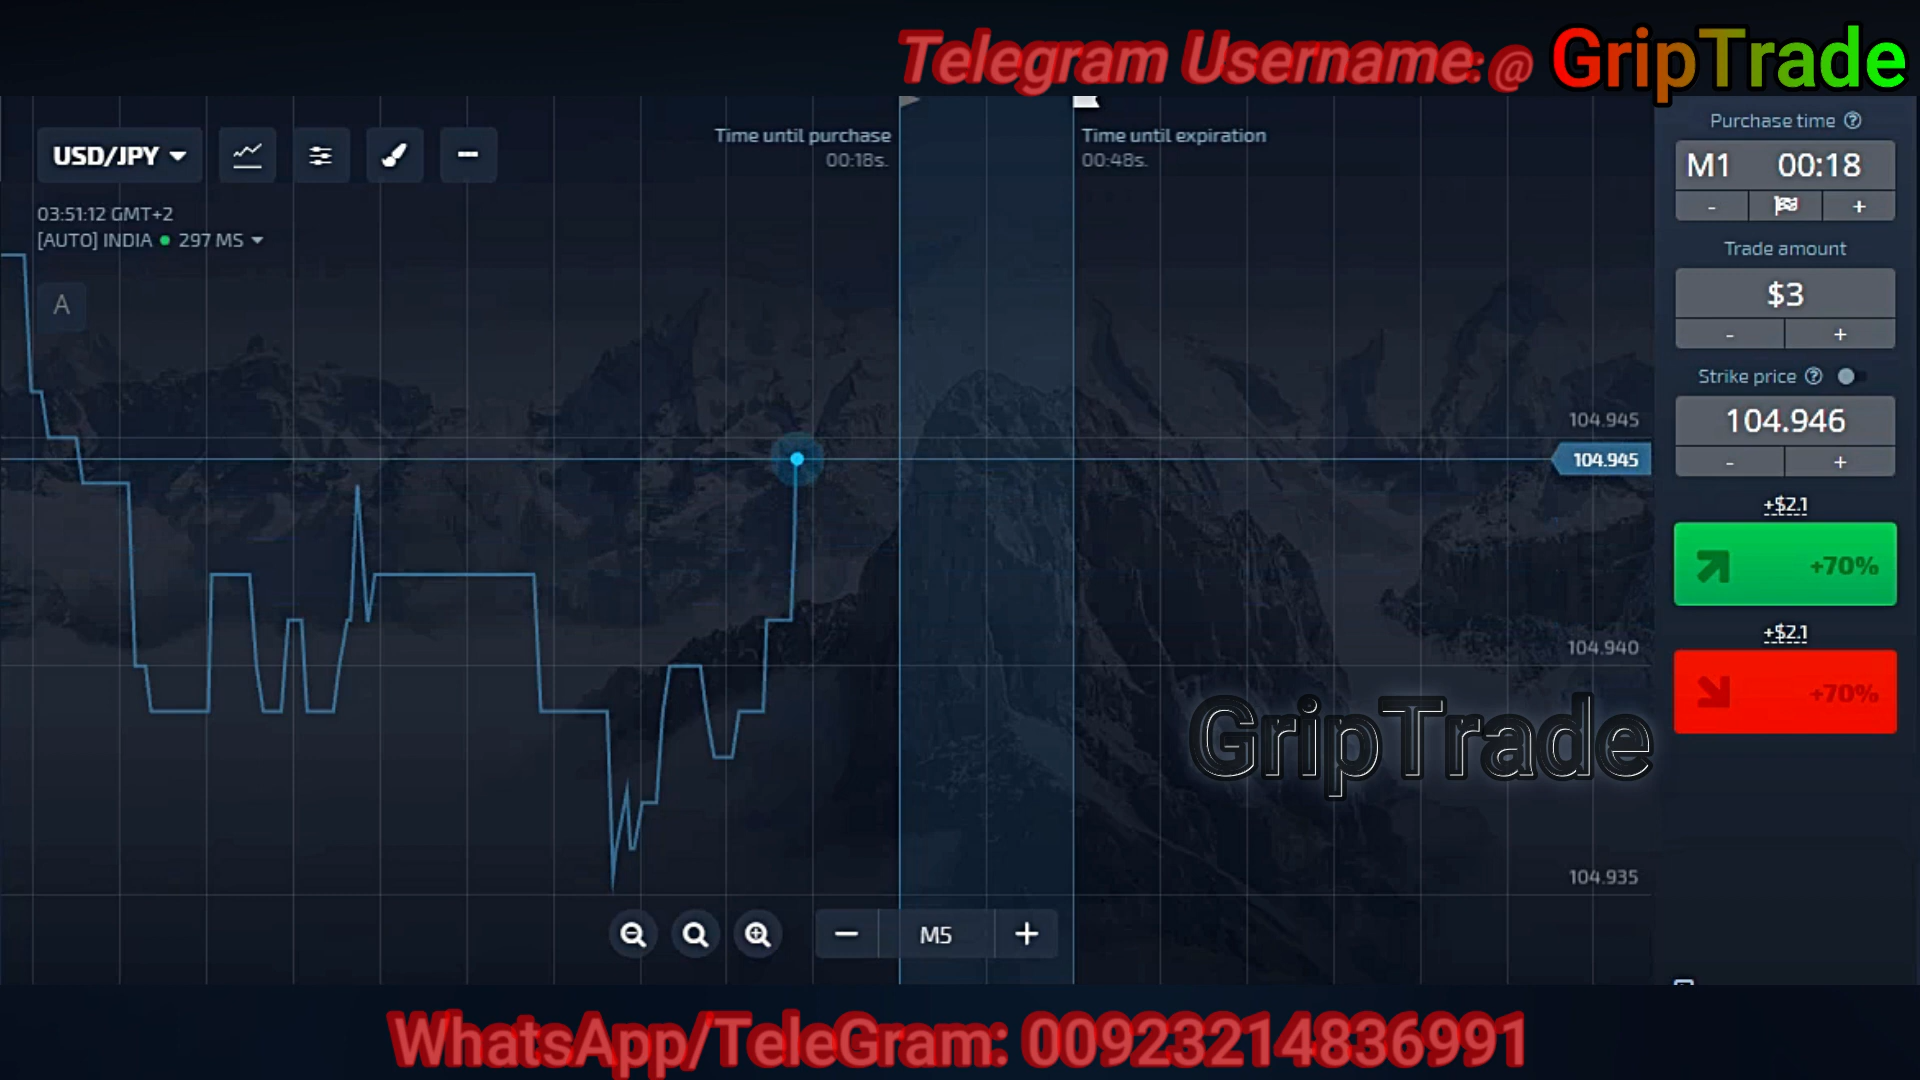 Telegram Username:@ GripTrade
USD/JPY
Time until purchase
00:18s.
Time until expiration
00:48s.
03:51:12 GMT+2
[AUTO] INDIA 297 MS
A
Purchase time ?
M1 00:18
- +
Trade amount
$3
- +
Strike price ?
104.946
- +
+$2.1
+70%
+$2.1
+70%
104.945
104.945
104.940
104.935
GripTrade
M5
WhatsApp/TeleGram: 00923214836991